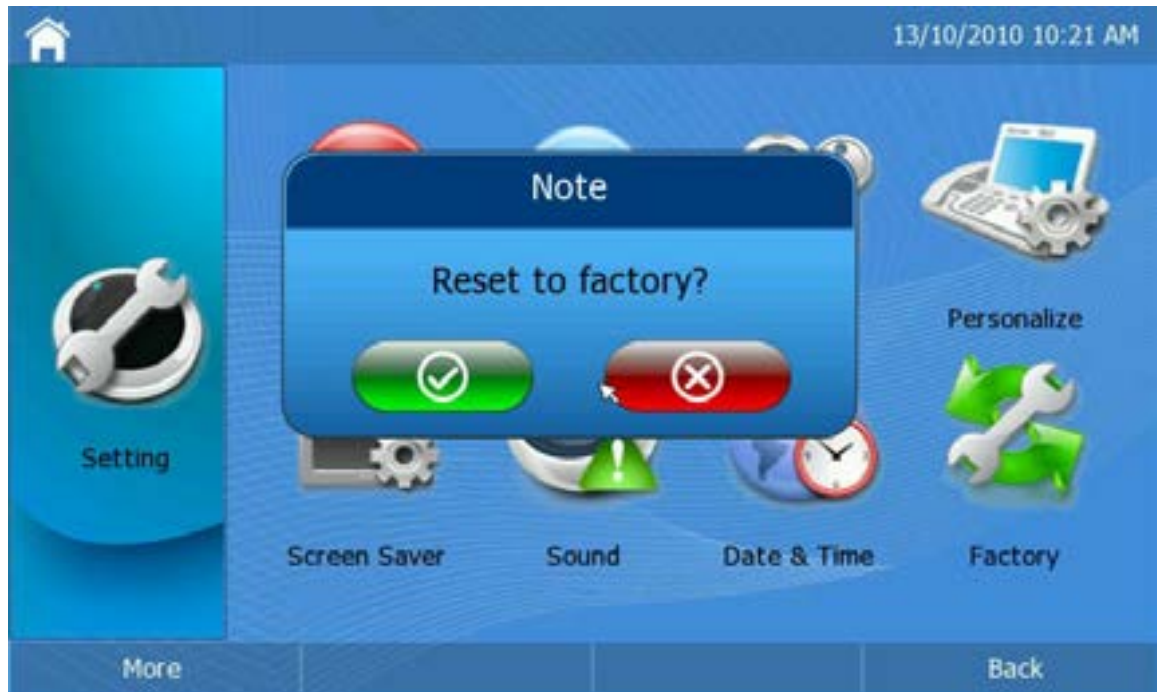 13/10/2010 10:21 AM
Note
Reset to factory?
Personalize
Setting
Screen Saver
Sound
Date & Time
Factory
More
Back